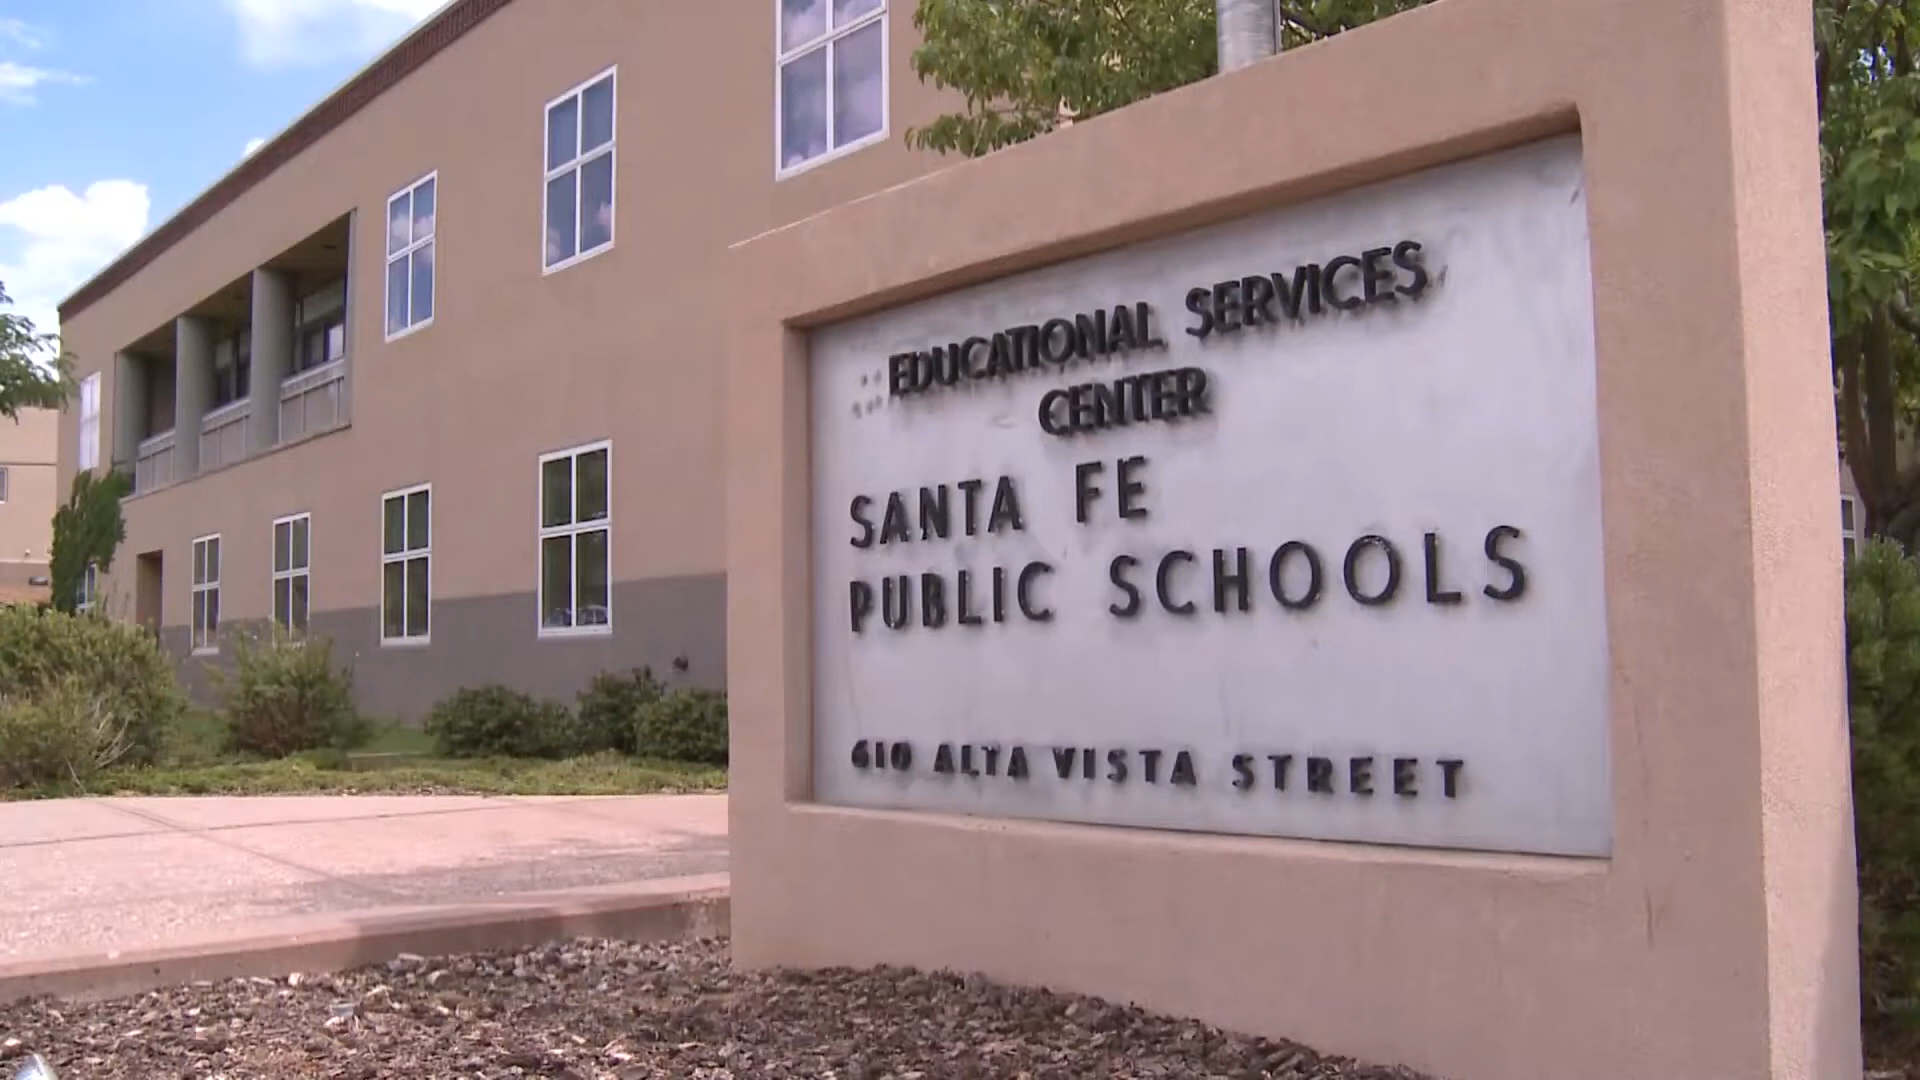 EDUCATIONAL SERVICES
CENTER
SANTA FE
PUBLIC SCHOOLS
610 ALTA VISTA STREET